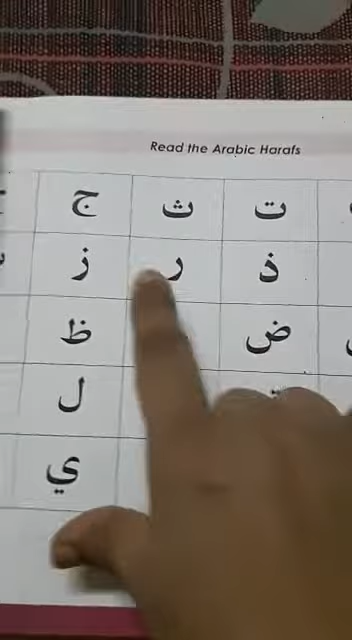 Read the Arabic Harafs
ت ث ج
ذ ر ز
ض ظ
ل
ي